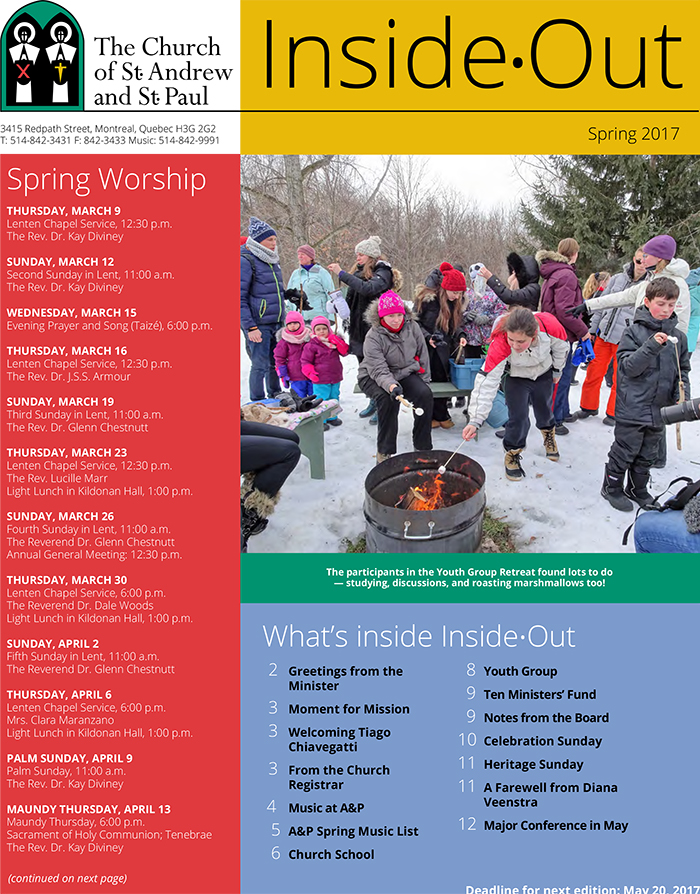 The Church
of St Andrew
and St Paul
3415 Redpath Street, Montreal, Quebec H3G 2G2
T: 514-842-3431 F: 842-3433 Music: 514-842-9991
Inside•Out
Spring 2017
Spring Worship
THURSDAY, MARCH 9
Lenten Chapel Service, 12:30 p.m.
The Rev. Dr. Kay Diviney
SUNDAY, MARCH 12
Second Sunday in Lent, 11:00 a.m.
The Rev. Dr. Kay Diviney
WEDNESDAY, MARCH 15
Evening Prayer and Song (Taizé), 6:00 p.m.
THURSDAY, MARCH 16
Lenten Chapel Service, 12:30 p.m.
The Rev. Dr. J.S.S. Armour
SUNDAY, MARCH 19
Third Sunday in Lent, 11:00 a.m.
The Rev. Dr. Glenn Chestnutt
THURSDAY, MARCH 23
Lenten Chapel Service, 12:30 p.m.
The Rev. Lucille Marr
Light Lunch in Kildonan Hall, 1:00 p.m.
SUNDAY, MARCH 26
Fourth Sunday in Lent, 11:00 a.m.
The Reverend Dr. Glenn Chestnutt
Annual General Meeting: 12:30 p.m.
THURSDAY, MARCH 30
Lenten Chapel Service, 6:00 p.m.
The Reverend Dr. Dale Woods
Light Lunch in Kildonan Hall, 1:00 p.m.
SUNDAY, APRIL 2
Fifth Sunday in Lent, 11:00 a.m.
The Reverend Dr. Glenn Chestnutt
THURSDAY, APRIL 6
Lenten Chapel Service, 6:00 p.m.
Mrs. Clara Maranzano
Light Lunch in Kildonan Hall, 1:00 p.m.
PALM SUNDAY, APRIL 9
Palm Sunday, 11:00 a.m.
The Rev. Dr. Kay Diviney
MAUNDY THURSDAY, APRIL 13
Maundy Thursday, 6:00 p.m.
Sacrament of Holy Communion; Tenebrae
The Rev. Dr. Kay Diviney
(continued on next page)
The participants in the Youth Group Retreat found lots to do
— studying, discussions, and roasting marshmallows too!
What's inside Inside•Out
2 Greetings from the
Minister
3 Moment for Mission
3 Welcoming Tiago
Chiavegatti
3 From the Church
Registrar
4 Music at A&P
5 A&P Spring Music List
6 Church School
8 Youth Group
9 Ten Ministers' Fund
9 Notes from the Board
10 Celebration Sunday
11 Heritage Sunday
11 A Farewell from Diana
Veenstra
12 Major Conference in May
Deadline for next edition: May 20, 2017